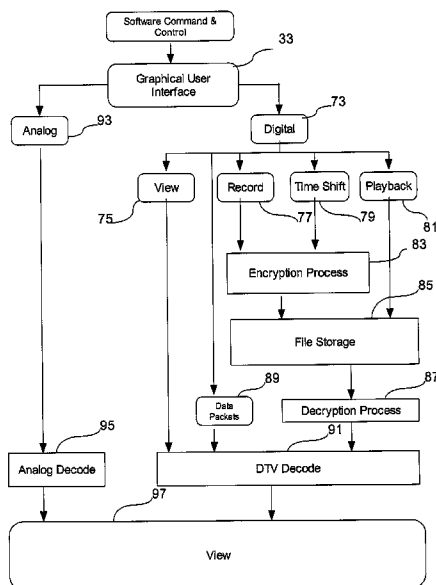 Software Command &
Control
33
Graphical User
Interface
93
73
Analog
Digital
View
Record
Time Shift
Playback
75
77
79
81
83
Encryption Process
85
File Storage
89
87
Data
Packets
Decryption Process
95
91
Analog Decode
DTV Decode
97
View